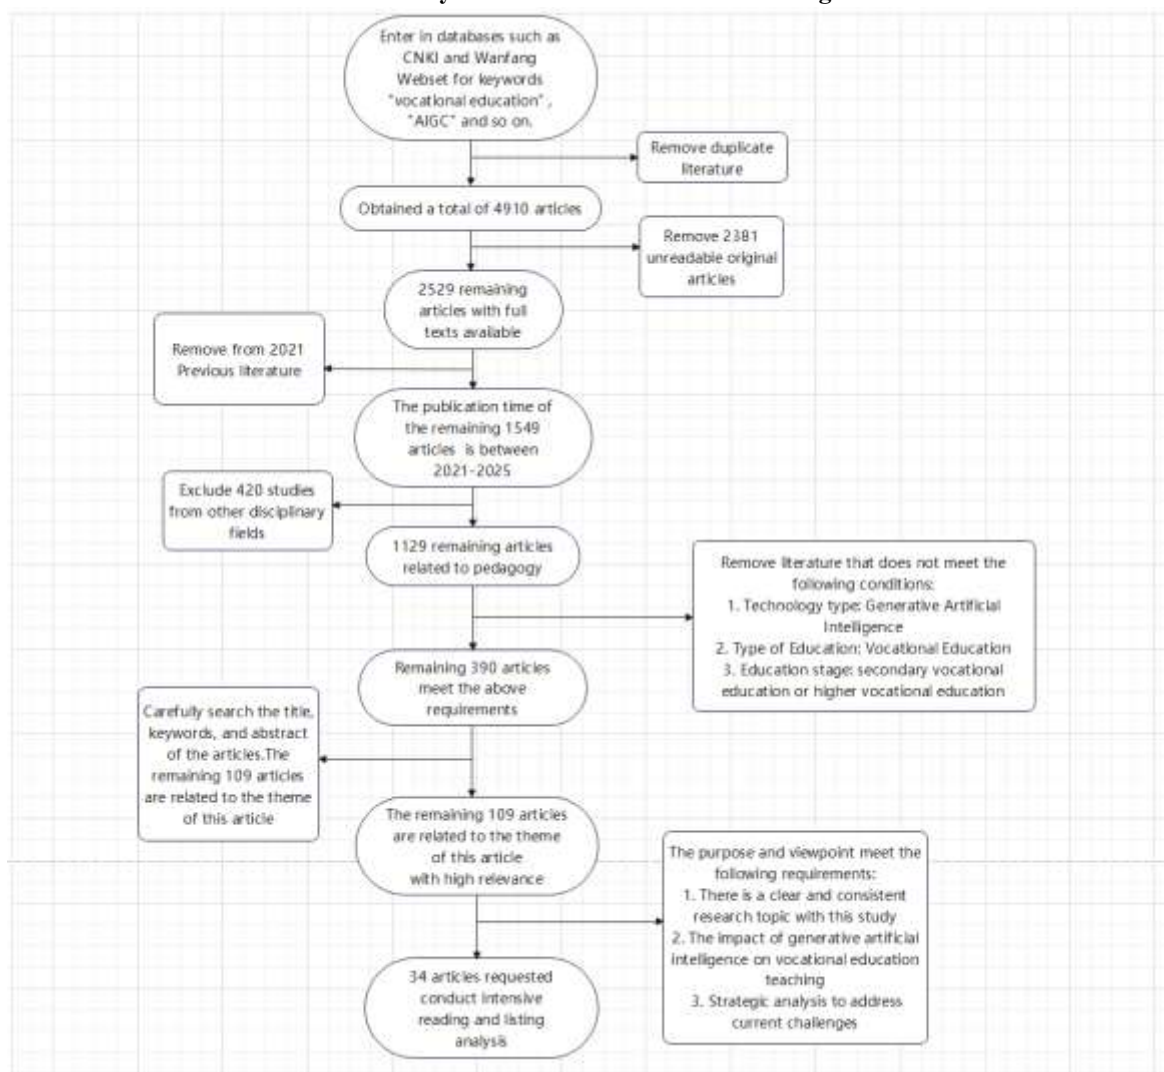 Enter in databases such as
CNKI and Wanfang
Webset for keywords
"vocational education",
"AIGC" and so on.
Remove duplicate
literature
Obtained a total of 4910 articles
Remove 2381
unreadable original
articles
2529 remaining
articles with full
texts available
Remove from 2021
Previous literature
The publication time of
the remaining 1549
articles is between
2021-2025
Exclude 420 studies
from other disciplinary
fields
1129 remaining articles
related to pedagogy
Remove literature that does not meet the
following conditions:
1. Technology type: Generative Artificial
Intelligence
2. Type of Education: Vocational Education
3. Education stage: secondary vocational
education or higher vocational education
Remaining 390 articles
meet the above
requirements
Carefully search the title,
keywords, and abstract
of the articles.The
remaining 109 articles
are related to the theme
of this article
The remaining 109 articles
are related to the theme
of this article
with high relevance
The purpose and viewpoint meet the
following requirements:
1. There is a clear and consistent
research topic with this study
2. The impact of generative artificial
intelligence on vocational education
teaching
3. Strategic analysis to address
current challenges
34 articles requested
conduct intensive
reading and listing
analysis